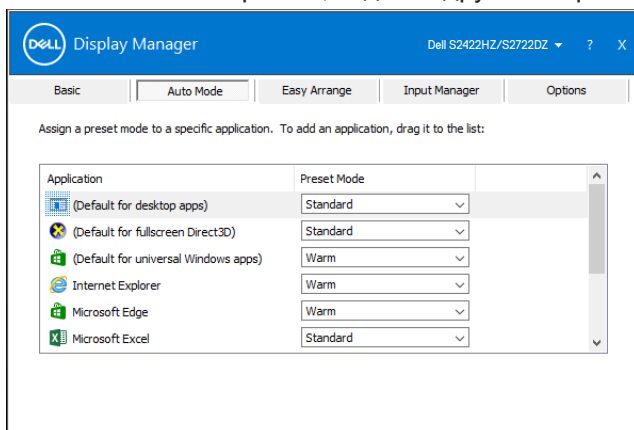 DELL Display Manager Dell S2422HZ/S2722DZ ? X
Basic Auto Mode Easy Arrange Input Manager Options
Assign a preset mode to a specific application. To add an application, drag it to the list:
Application Preset Mode
(Default for desktop apps) Standard
(Default for fullscreen Direct3D) Standard
(Default for universal Windows apps) Warm
Internet Explorer Warm
Microsoft Edge Warm
Microsoft Excel Standard